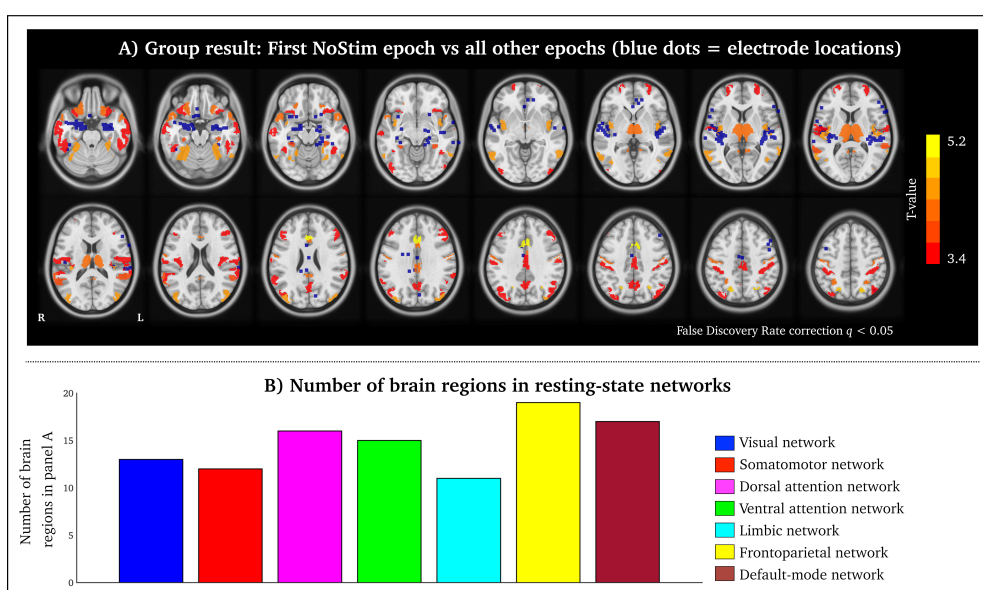 A) Group result: First NoStim epoch vs all other epochs (blue dots = electrode locations)
5.2
T-value
3.4
R
L
False Discovery Rate correction q < 0.05
B) Number of brain regions in resting-state networks
Number of brain
regions in panel A
20
15
10
5
0
Visual network
Somatomotor network
Dorsal attention network
Ventral attention network
Limbic network
Frontoparietal network
Default-mode network